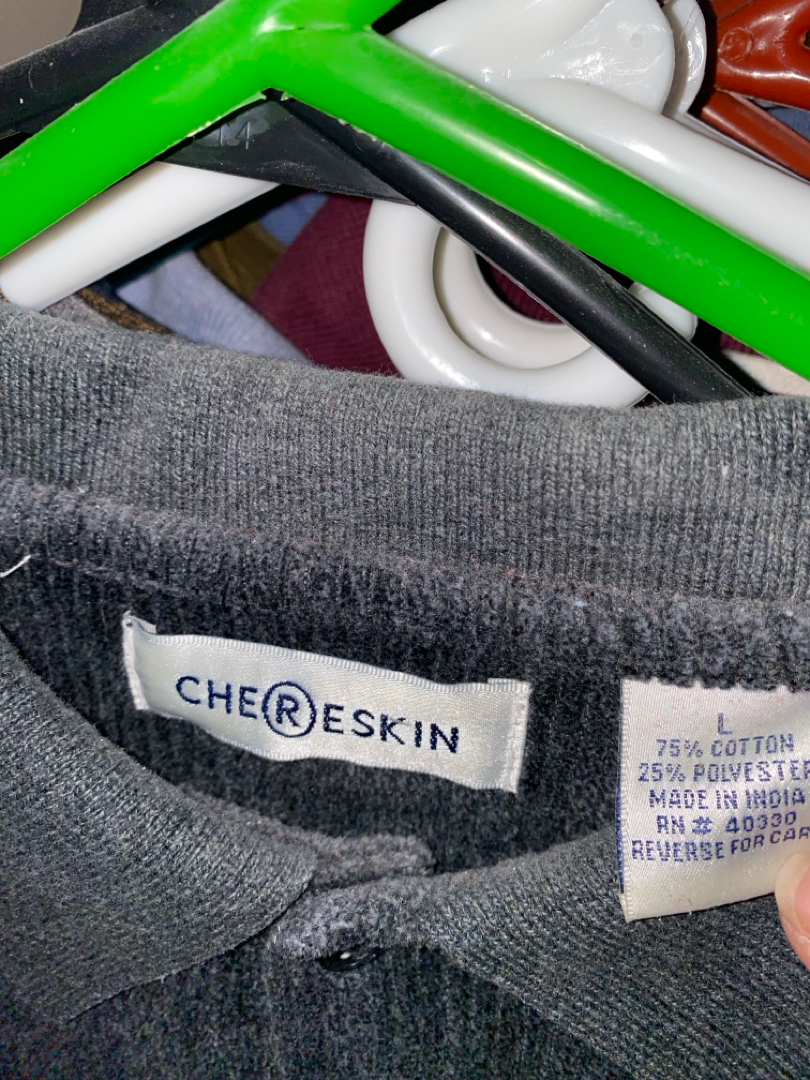 CHERESKIN
L
75% COTTON
25% POLYESTER
MADE IN INDIA
RN # 40330
REVERSE FOR CAR